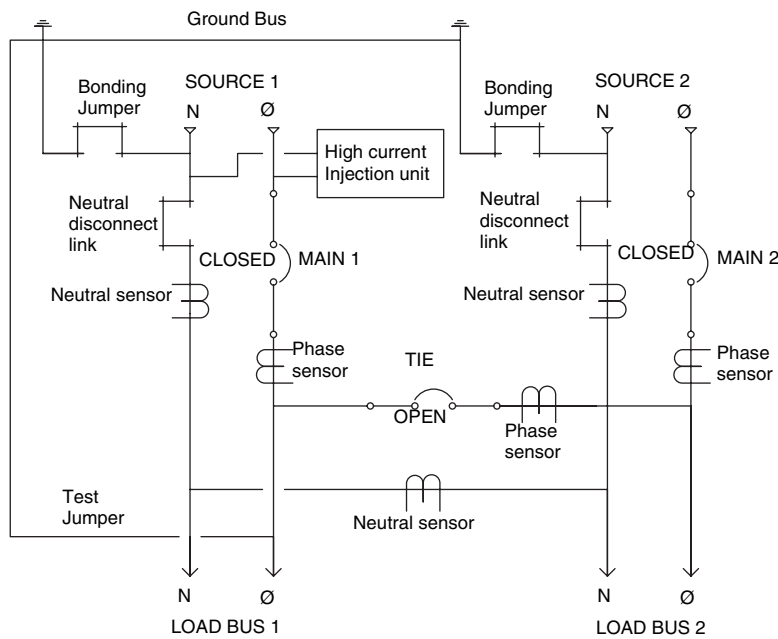 Ground Bus
Bonding
Jumper
SOURCE 1
N
Ø
Bonding
Jumper
SOURCE 2
N
Ø
High current
Injection unit
Neutral
disconnect
link
CLOSED
MAIN 1
Neutral
disconnect
link
CLOSED
MAIN 2
Neutral sensor
Neutral sensor
Phase
sensor
TIE
OPEN
Phase
sensor
Phase
sensor
Test
Jumper
Neutral sensor
N
Ø
LOAD BUS 1
N
Ø
LOAD BUS 2